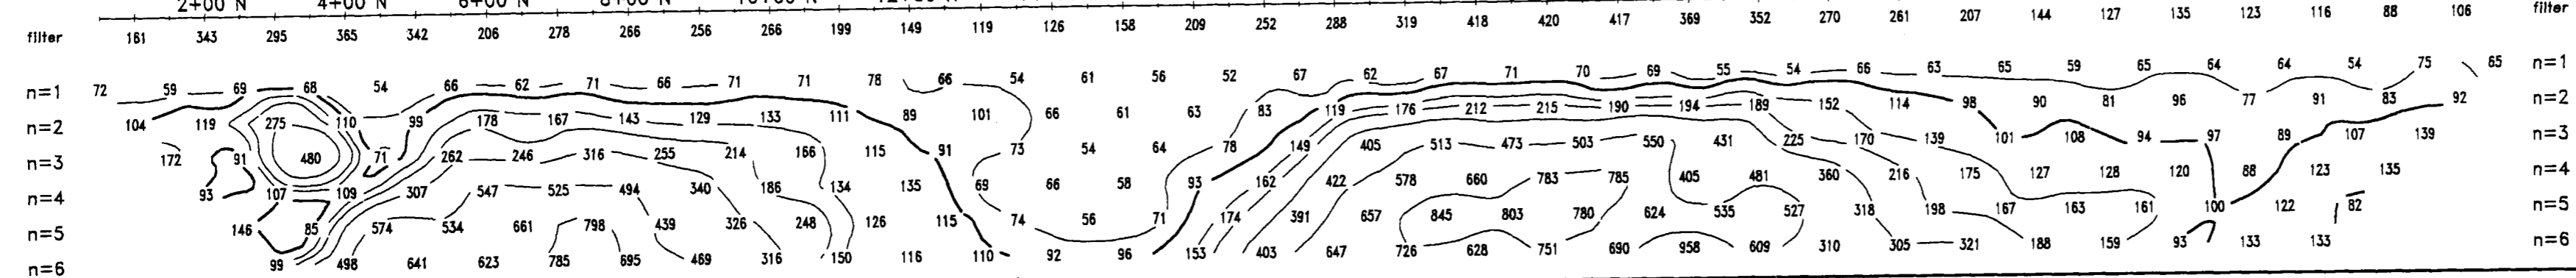 2+00 N 4+00 N 6+00 N
filter 161 343 295 365 342 206 278 266 256 266 199 149 119 126 158 209 252 288 319 418 420 417 369 352 270 261 207 144 127 135 123 116 88 106 filter
n=1 72 59 69 68 54 66 62 71 66 71 71 78 66 54 61 56 52 67 62 67 71 70 69 55 54 66 63 65 59 65 64 64 54 75 65 n=1
n=2 104 119 275 110 99 178 167 143 129 133 111 89 101 66 61 63 83 119 176 212 215 190 194 189 152 114 98 90 81 96 77 91 83 92 n=2
n=3 172 91 480 71 262 246 316 255 214 166 115 91 73 54 64 78 149 405 513 473 503 550 431 225 170 139 101 108 94 97 89 107 139 n=3
n=4 93 107 109 307 547 525 494 340 186 134 135 69 66 58 93 162 422 578 660 783 785 405 481 360 216 175 127 128 120 88 123 135 n=4
n=5 146 85 574 534 661 798 439 326 248 126 115 74 56 71 174 391 657 845 803 780 624 535 527 318 198 167 163 161 100 122 82 n=5
n=6 99 498 641 623 785 695 469 316 150 116 110 92 96 153 403 647 726 628 751 690 958 609 310 305 321 188 159 93 133 133 n=6